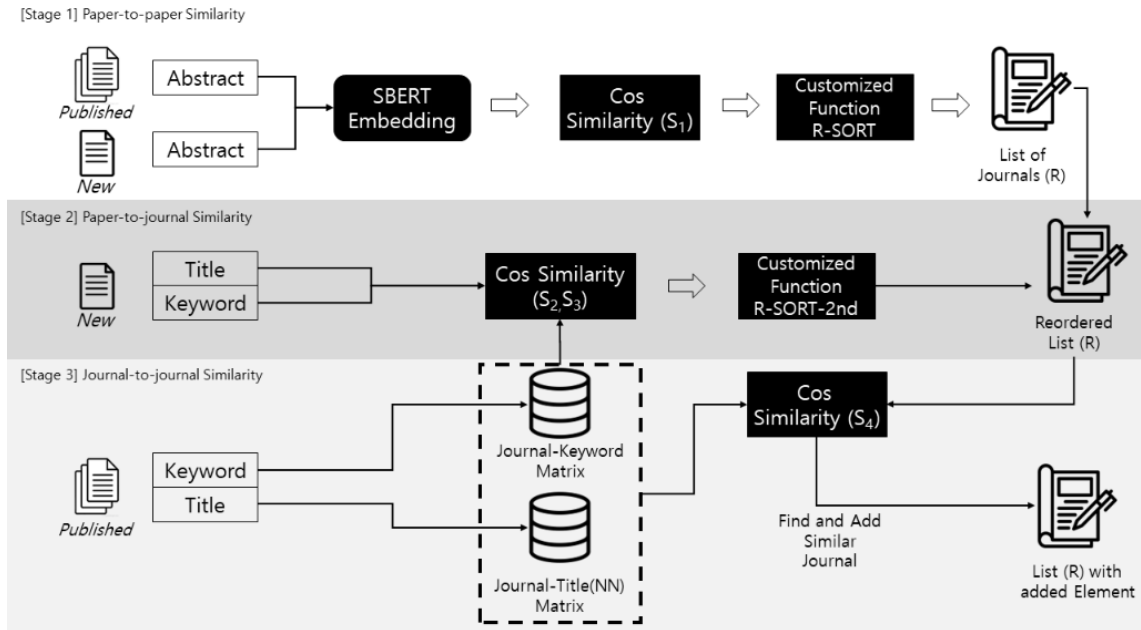 [Stage 1] Paper-to-paper Similarity
Published
Abstract
New
Abstract
SBERT
Embedding
Cos
Similarity (S₁)
Customized
Function
R-SORT
List of
Journals (R)
[Stage 2] Paper-to-journal Similarity
New
Title
Keyword
Cos Similarity
(S₂,S₃)
Customized
Function
R-SORT-2nd
Reordered
List (R)
[Stage 3] Journal-to-journal Similarity
Published
Keyword
Title
Journal-Keyword
Matrix
Journal-Title(NN)
Matrix
Cos
Similarity (S₄)
Find and Add
Similar
Journal
List (R) with
added Element